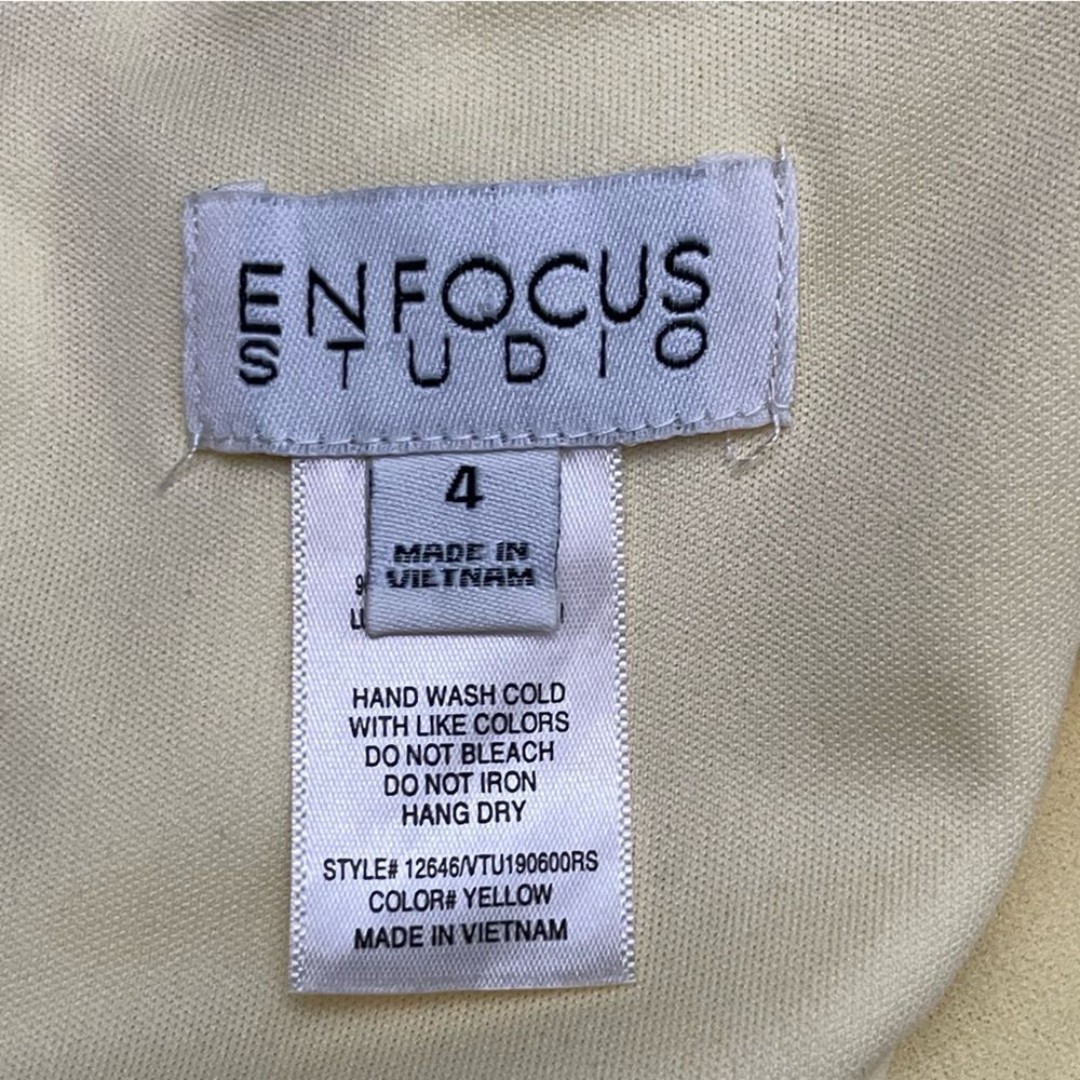 ENFOCUS
STUDIO
4
MADE IN
VIETNAM
HAND WASH COLD
WITH LIKE COLORS
DO NOT BLEACH
DO NOT IRON
HANG DRY
STYLE# 12646/VTU190600RS
COLOR# YELLOW
MADE IN VIETNAM